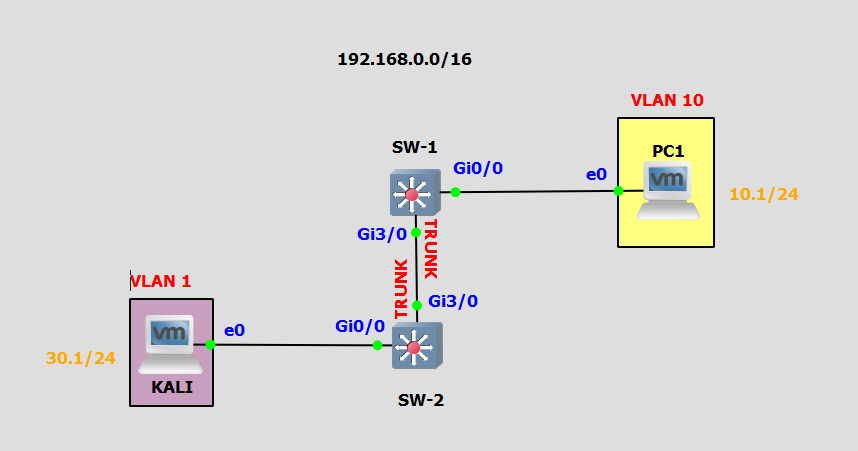 192.168.0.0/16
VLAN 10
SW-1
PC1
Gi0/0
e0
vm
10.1/24
Gi3/0
TRUNK
TRUNK
VLAN 1
Gi3/0
e0
Gi0/0
vm
30.1/24
KALI
SW-2